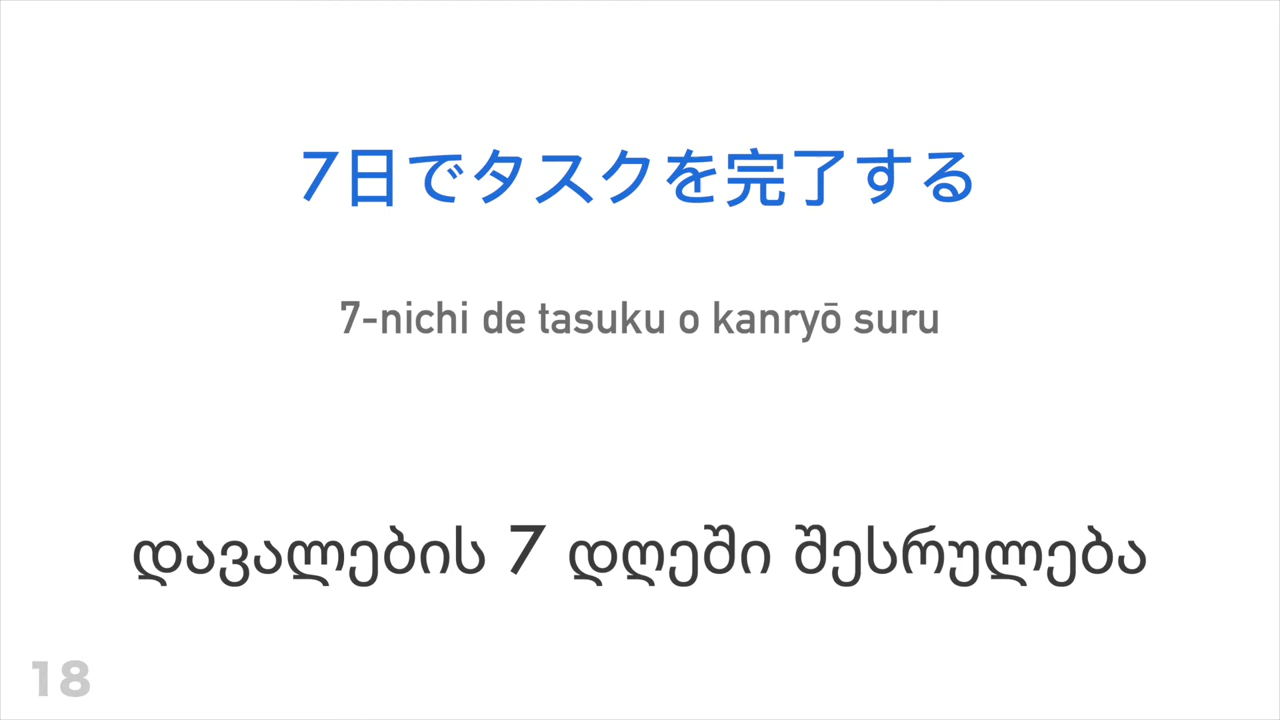 7日でタスクを完了する
7-nichi de tasuku o kanryō suru
დავალების 7 დღეში შესრულება
18